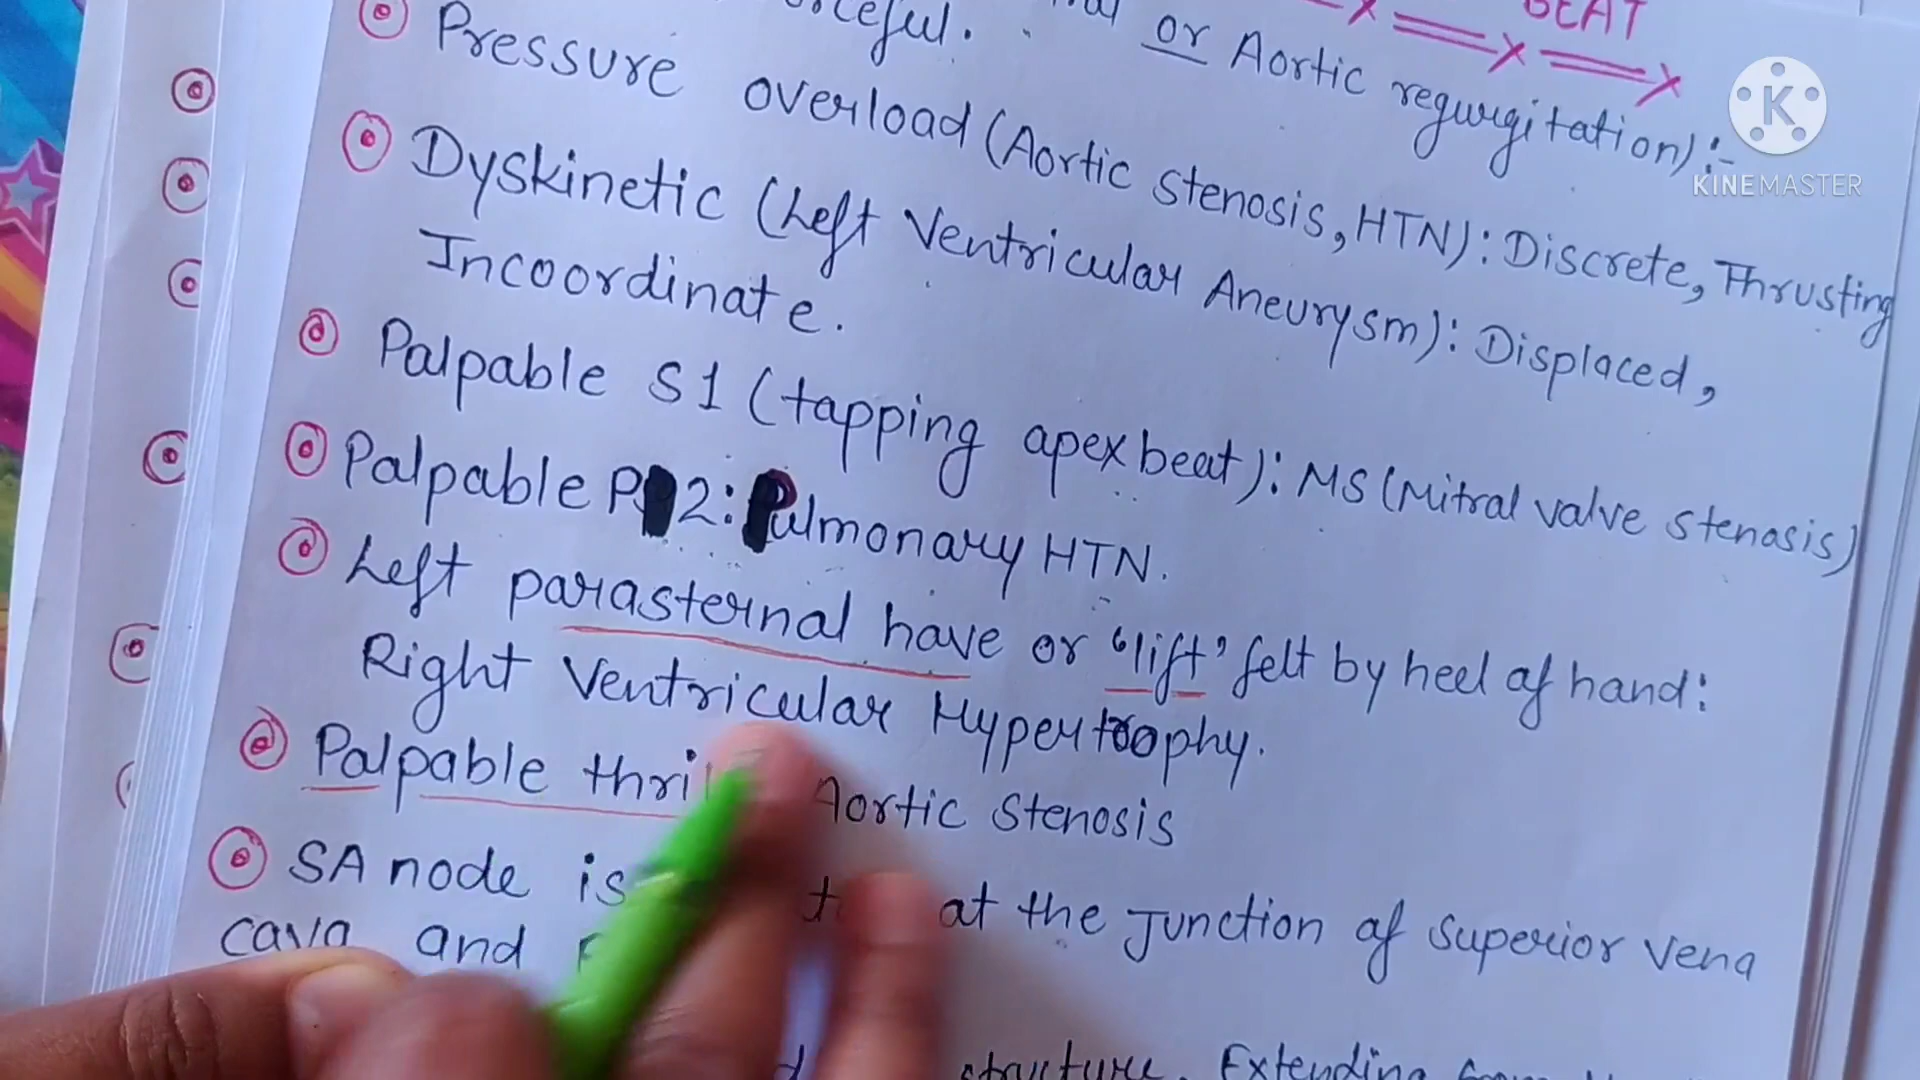 BEAT
or Aortic regurgitation):-
Pressure overload (Aortic stenosis, HTN): Discrete, Thrusting
Dyskinetic (Left Ventricular Aneurysm): Displaced,
Incoordinate.
Palpable S1 (tapping apex beat): MS (Mitral valve stenosis)
Palpable P2: Pulmonary HTN.
Left parasternal have or 'lift' felt by heel of hand:
Right Ventricular Hypertrophy.
Palpable Aortic Stenosis
SA node is at the Junction of Superior Vena
cava and
structure. Extending
K
KINEMASTER